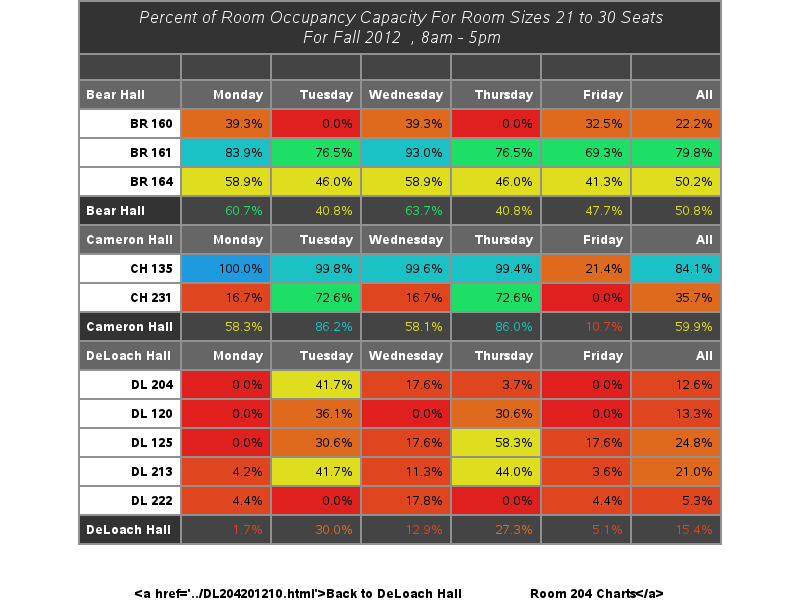 Percent of Room Occupancy Capacity For Room Sizes 21 to 30 Seats
For Fall 2012 , 8am - 5pm
Bear Hall Monday Tuesday Wednesday Thursday Friday All
BR 160 39.3% 0.0% 39.3% 0.0% 32.5% 22.2%
BR 161 83.9% 76.5% 93.0% 76.5% 69.3% 79.8%
BR 164 58.9% 46.0% 58.9% 46.0% 41.3% 50.2%
Bear Hall 60.7% 40.8% 63.7% 40.8% 47.7% 50.8%
Cameron Hall Monday Tuesday Wednesday Thursday Friday All
CH 135 100.0% 99.8% 99.6% 99.4% 21.4% 84.1%
CH 231 16.7% 72.6% 16.7% 72.6% 0.0% 35.7%
Cameron Hall 58.3% 86.2% 58.1% 86.0% 10.7% 59.9%
DeLoach Hall Monday Tuesday Wednesday Thursday Friday All
DL 204 0.0% 41.7% 17.6% 3.7% 0.0% 12.6%
DL 120 0.0% 36.1% 0.0% 30.6% 0.0% 13.3%
DL 125 0.0% 30.6% 17.6% 58.3% 17.6% 24.8%
DL 213 4.2% 41.7% 11.3% 44.0% 3.6% 21.0%
DL 222 4.4% 0.0% 17.8% 0.0% 4.4% 5.3%
DeLoach Hall 1.7% 30.0% 12.9% 27.3% 5.1% 15.4%
<a href='../DL204201210.html'>Back to DeLoach Hall Room 204 Charts</a>